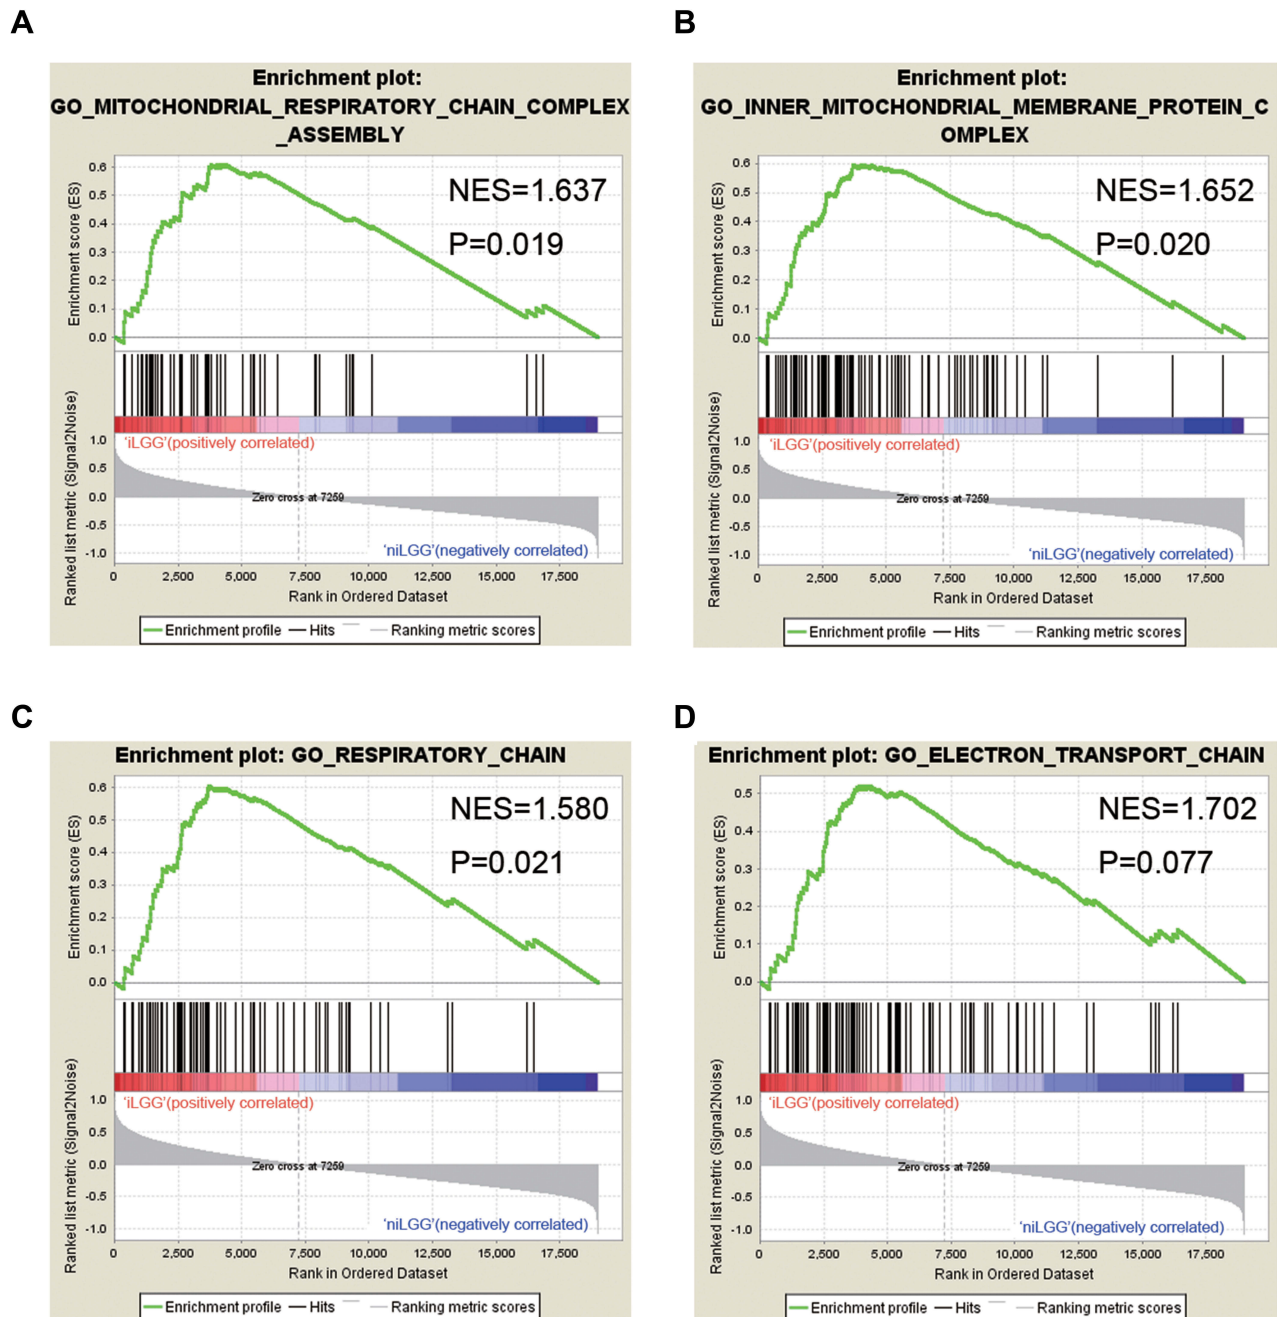 A
Enrichment plot:
GO_MITOCHONDRIAL_RESPIRATORY_CHAIN_COMPLEX
_ASSEMBLY
Enrichment score (ES)
0.6
0.5
0.4
0.3
0.2
0.1
0.0
NES=1.637
P=0.019
Ranked list metric (Signal2Noise)
1.0
0.5
0.0
-0.5
-1.0
'iLGG'(positively correlated)
Zero cross at 7259
'niLGG'(negatively correlated)
0 2,500 5,000 7,500 10,000 12,500 15,000 17,500
Rank in Ordered Dataset
Enrichment profile Hits Ranking metric scores
B
Enrichment plot:
GO_INNER_MITOCHONDRIAL_MEMBRANE_PROTEIN_C
OMPLEX
Enrichment score (ES)
0.6
0.5
0.4
0.3
0.2
0.1
0.0
NES=1.652
P=0.020
Ranked list metric (Signal2Noise)
1.0
0.5
0.0
-0.5
-1.0
'iLGG'(positively correlated)
Zero cross at 7259
'niLGG'(negatively correlated)
0 2,500 5,000 7,500 10,000 12,500 15,000 17,500
Rank in Ordered Dataset
Enrichment profile Hits Ranking metric scores
C
Enrichment plot: GO_RESPIRATORY_CHAIN
Enrichment score (ES)
0.6
0.5
0.4
0.3
0.2
0.1
0.0
NES=1.580
P=0.021
Ranked list metric (Signal2Noise)
1.0
0.5
0.0
-0.5
-1.0
'iLGG'(positively correlated)
Zero cross at 7259
'niLGG'(negatively correlated)
0 2,500 5,000 7,500 10,000 12,500 15,000 17,500
Rank in Ordered Dataset
Enrichment profile Hits Ranking metric scores
D
Enrichment plot: GO_ELECTRON_TRANSPORT_CHAIN
Enrichment score (ES)
0.5
0.4
0.3
0.2
0.1
0.0
NES=1.702
P=0.077
Ranked list metric (Signal2Noise)
1.0
0.5
0.0
-0.5
-1.0
'iLGG'(positively correlated)
Zero cross at 7259
'niLGG'(negatively correlated)
0 2,500 5,000 7,500 10,000 12,500 15,000 17,500
Rank in Ordered Dataset
Enrichment profile Hits Ranking metric scores